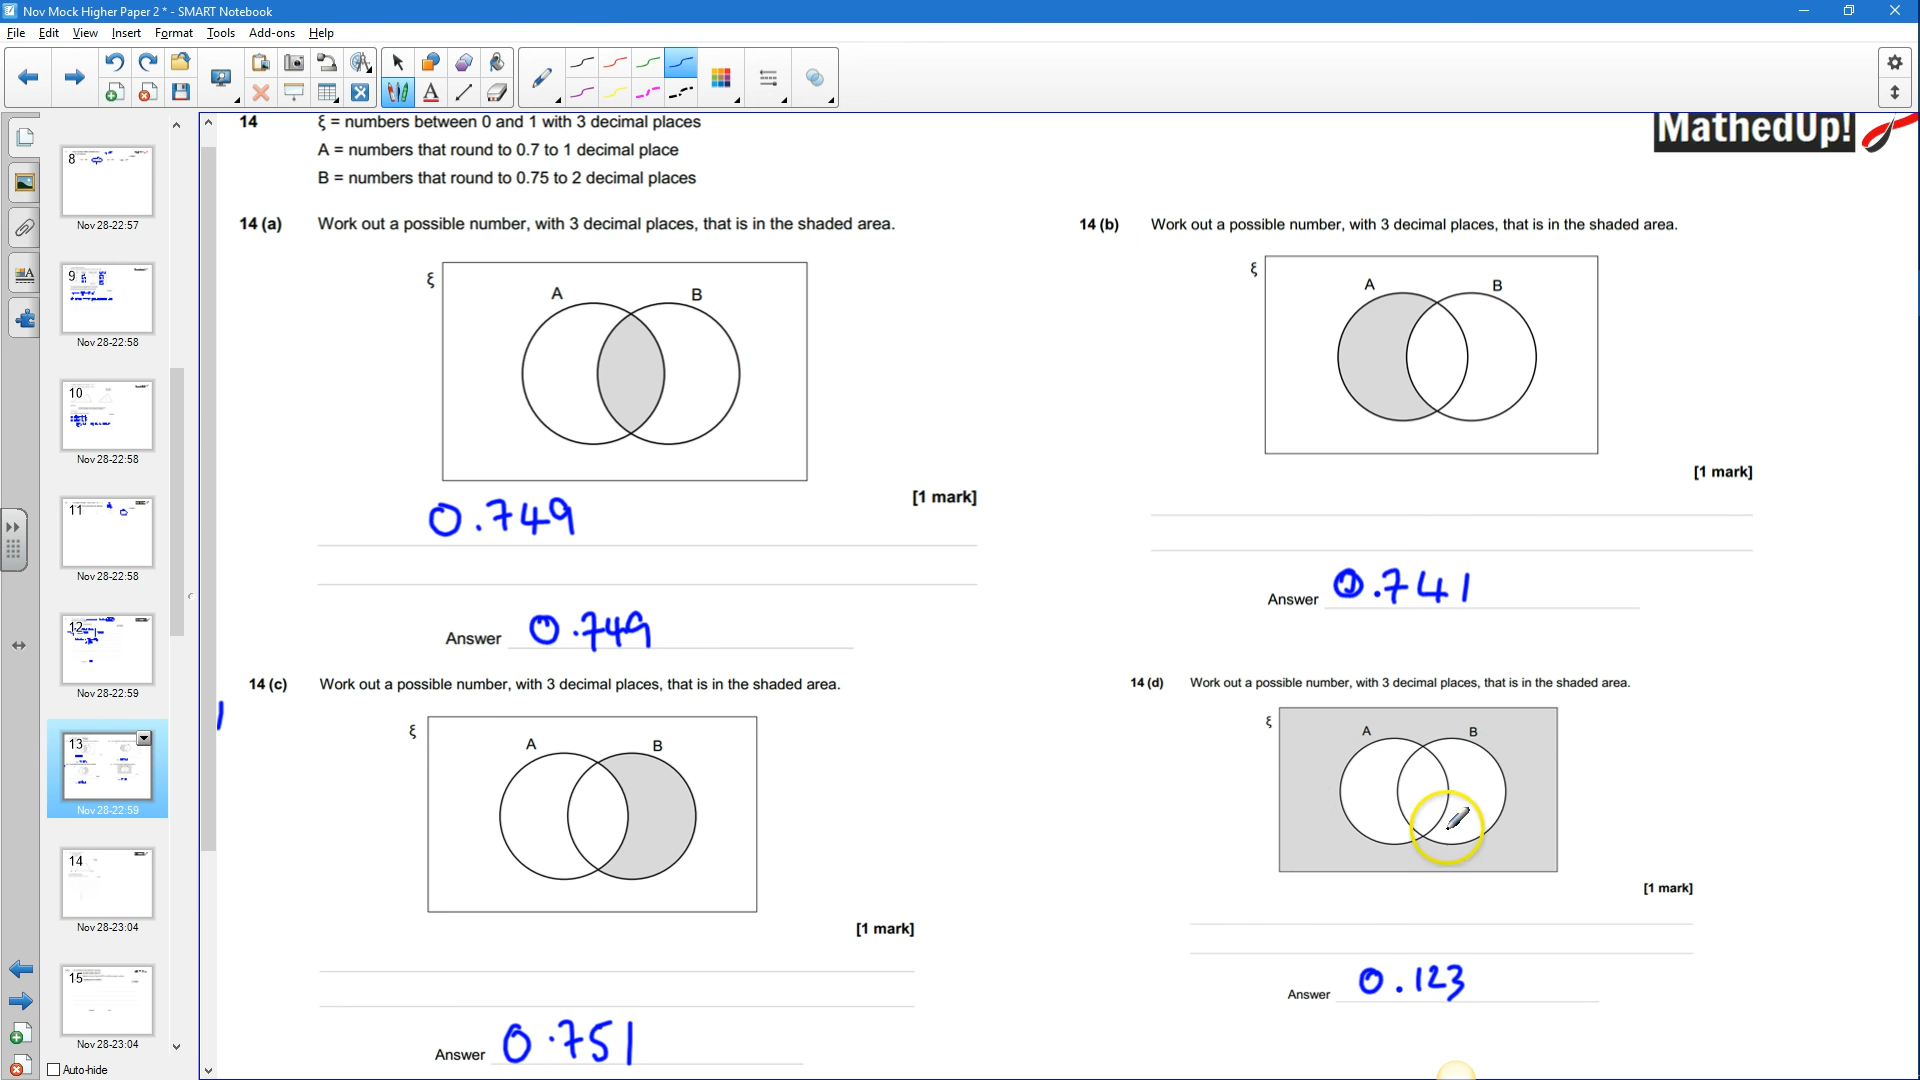 Nov Mock Higher Paper 2 * - SMART Notebook
File Edit View Insert Format Tools Add-ons Help
8
Nov 28-22:57
9
Nov 28-22:58
10
Nov 28-22:58
11
Nov 28-22:58
12
Nov 28-22:59
13
Nov 28-22:59
14
Nov 28-23:04
15
Nov 28-23:04
Auto-hide
MathedUp!
14 ξ = numbers between 0 and 1 with 3 decimal places
A = numbers that round to 0.7 to 1 decimal place
B = numbers that round to 0.75 to 2 decimal places
14 (a) Work out a possible number, with 3 decimal places, that is in the shaded area.
ξ
A B
[1 mark]
0.749
Answer 0.749
14 (b) Work out a possible number, with 3 decimal places, that is in the shaded area.
ξ
A B
[1 mark]
Answer 0.741
14 (c) Work out a possible number, with 3 decimal places, that is in the shaded area.
ξ
A B
[1 mark]
Answer 0.751
14 (d) Work out a possible number, with 3 decimal places, that is in the shaded area.
ξ
A B
[1 mark]
Answer 0.123